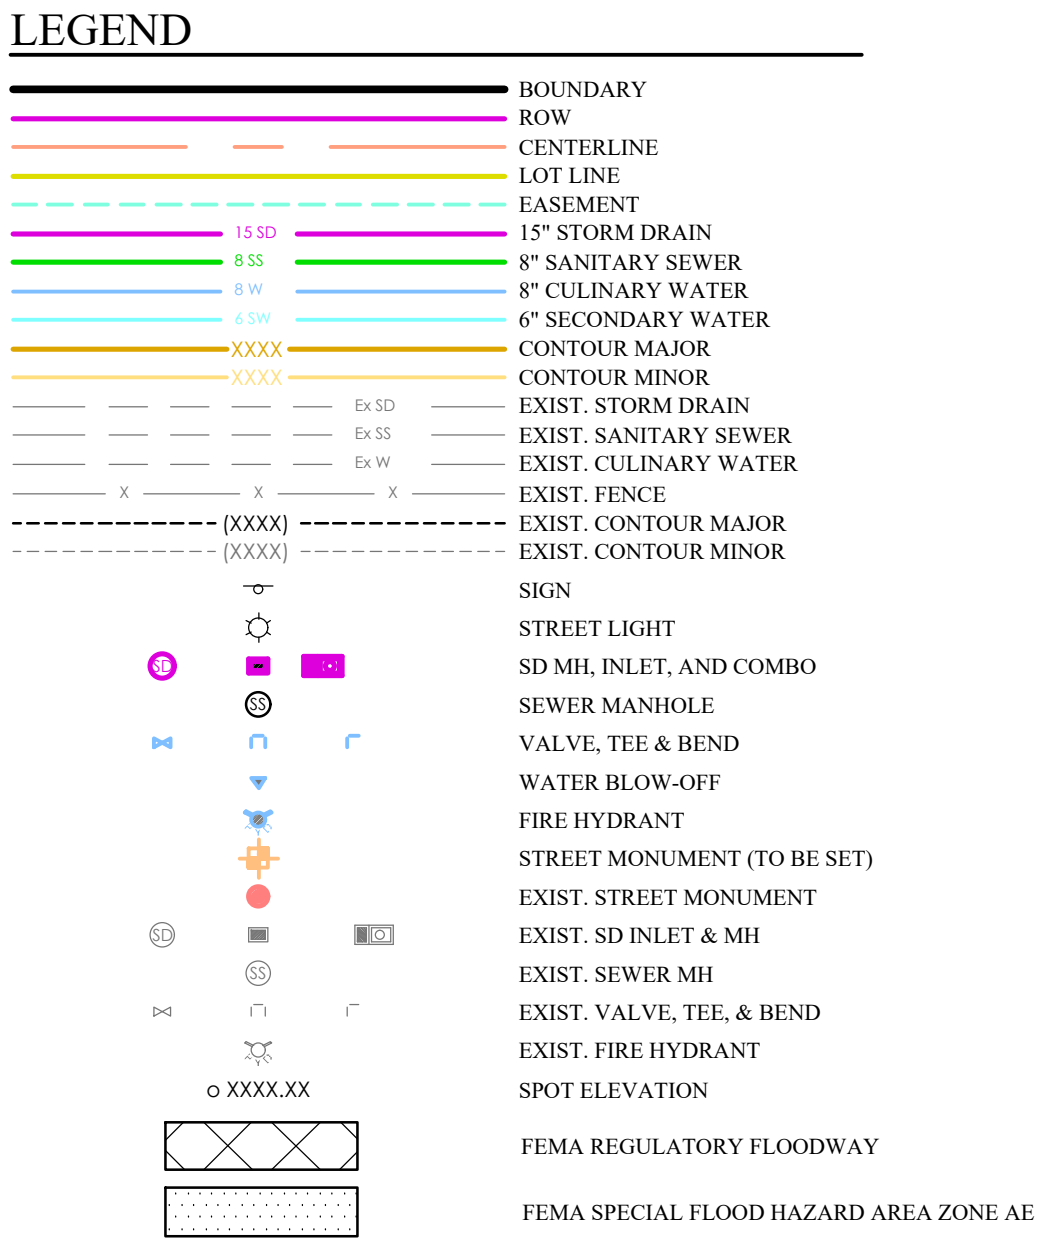 LEGEND
BOUNDARY
ROW
CENTERLINE
LOT LINE
EASEMENT
15 SD 15" STORM DRAIN
8 SS 8" SANITARY SEWER
8 W 8" CULINARY WATER
6 SW 6" SECONDARY WATER
XXXX CONTOUR MAJOR
XXXX CONTOUR MINOR
Ex SD EXIST. STORM DRAIN
Ex SS EXIST. SANITARY SEWER
Ex W EXIST. CULINARY WATER
X X X EXIST. FENCE
(XXXX) EXIST. CONTOUR MAJOR
(XXXX) EXIST. CONTOUR MINOR
SIGN
STREET LIGHT
SD SD MH, INLET, AND COMBO
SS SEWER MANHOLE
VALVE, TEE & BEND
WATER BLOW-OFF
FIRE HYDRANT
STREET MONUMENT (TO BE SET)
EXIST. STREET MONUMENT
SD EXIST. SD INLET & MH
SS EXIST. SEWER MH
EXIST. VALVE, TEE, & BEND
EXIST. FIRE HYDRANT
XXXX.XX SPOT ELEVATION
FEMA REGULATORY FLOODWAY
FEMA SPECIAL FLOOD HAZARD AREA ZONE AE